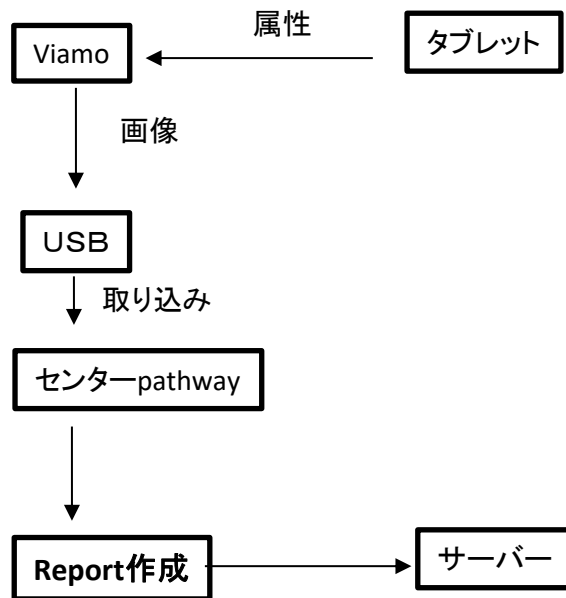 属性
Viamo
タブレット
画像
ＵＳＢ
取り込み
センターpathway
Report作成
サーバー